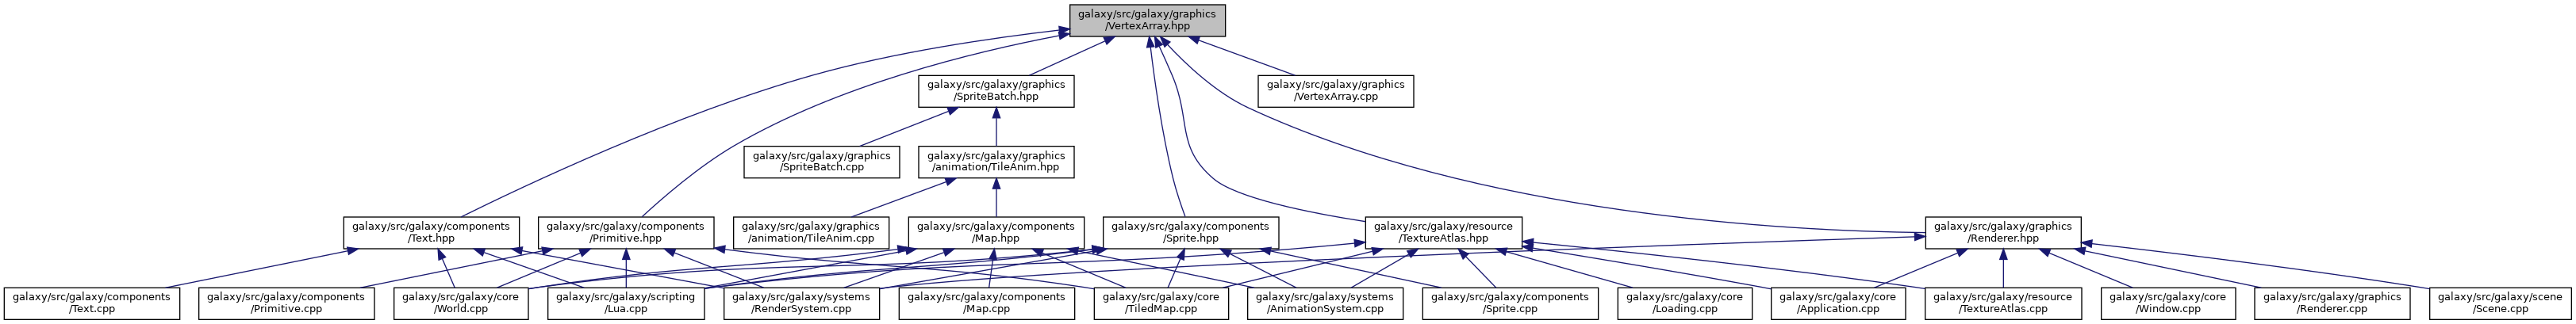 galaxy/src/galaxy/graphics
/VertexArray.hpp
galaxy/src/galaxy/graphics
/SpriteBatch.hpp
galaxy/src/galaxy/graphics
/VertexArray.cpp
galaxy/src/galaxy/graphics
/SpriteBatch.cpp
galaxy/src/galaxy/graphics
/animation/TileAnim.hpp
galaxy/src/galaxy/components
/Text.hpp
galaxy/src/galaxy/components
/Primitive.hpp
galaxy/src/galaxy/graphics
/animation/TileAnim.cpp
galaxy/src/galaxy/components
/Map.hpp
galaxy/src/galaxy/components
/Sprite.hpp
galaxy/src/galaxy/resource
/TextureAtlas.hpp
galaxy/src/galaxy/graphics
/Renderer.hpp
galaxy/src/galaxy/components
/Text.cpp
galaxy/src/galaxy/components
/Primitive.cpp
galaxy/src/galaxy/core
/World.cpp
galaxy/src/galaxy/scripting
/Lua.cpp
galaxy/src/galaxy/systems
/RenderSystem.cpp
galaxy/src/galaxy/components
/Map.cpp
galaxy/src/galaxy/core
/TiledMap.cpp
galaxy/src/galaxy/systems
/AnimationSystem.cpp
galaxy/src/galaxy/components
/Sprite.cpp
galaxy/src/galaxy/core
/Loading.cpp
galaxy/src/galaxy/core
/Application.cpp
galaxy/src/galaxy/resource
/TextureAtlas.cpp
galaxy/src/galaxy/core
/Window.cpp
galaxy/src/galaxy/graphics
/Renderer.cpp
galaxy/src/galaxy/scene
/Scene.cpp